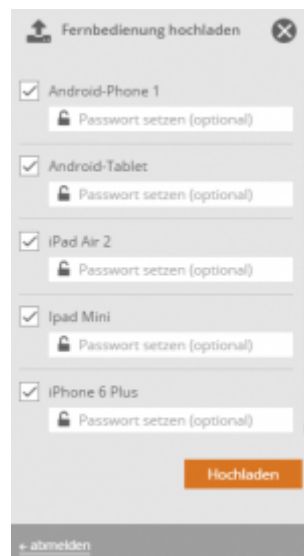 Fernbedienung hochladen
Android-Phone 1
Passwort setzen (optional)
Android-Tablet
Passwort setzen (optional)
iPad Air 2
Passwort setzen (optional)
Ipad Mini
Passwort setzen (optional)
iPhone 6 Plus
Passwort setzen (optional)
Hochladen
← abmelden